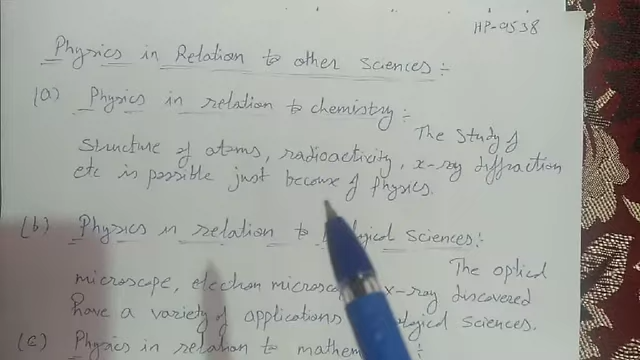 HP-0538
Physics in Relation to other Sciences :-
(a) Physics in relation to chemistry :-
The Study of
structure of atoms, radioactivity, x-ray diffraction
etc is possible just because of physics.
(b) Physics in relation to Sciences :-
The optical
microscope, electron x-ray discovered
have a variety of applications Sciences.
(c) Physics in relation to